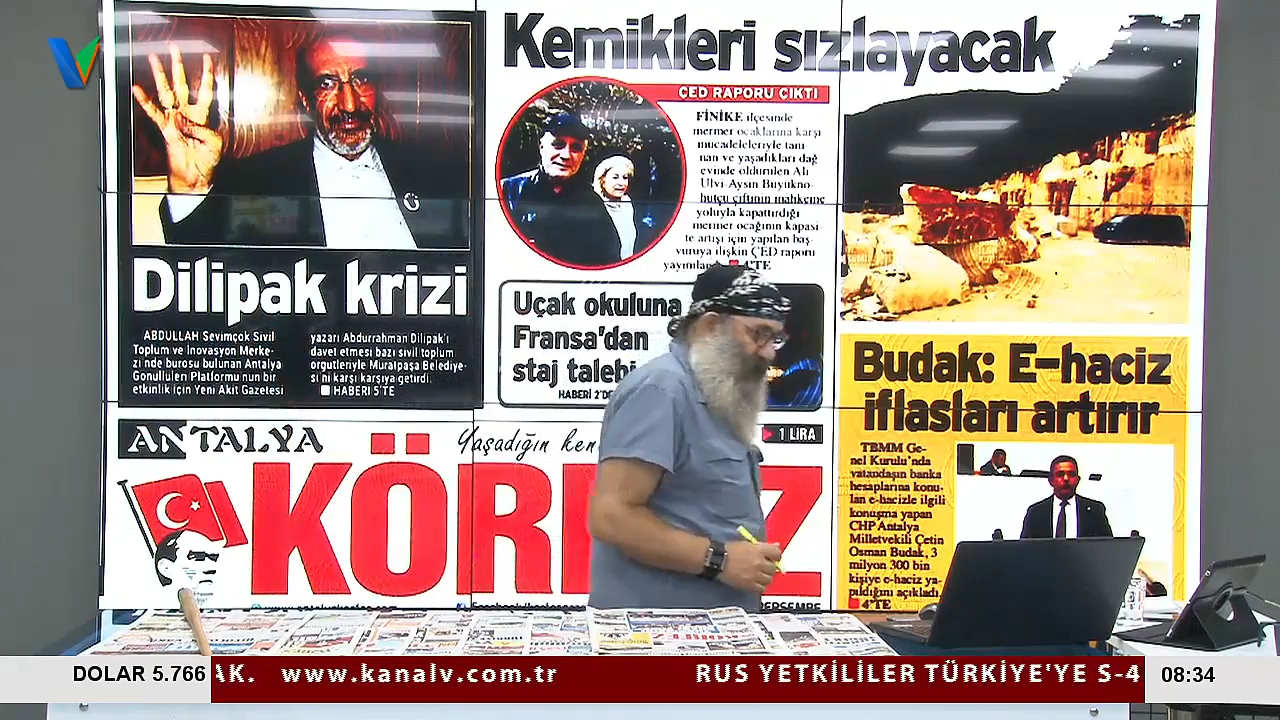 V
Dilipak krizi
ABDULLAH Sevimçok Sivil
Toplum ve İnovasyon Merke-
zi'nde bürosu bulunan Antalya
Gönüllüleri Platformu'nun bir
etkinlik için Yeni Akit Gazetesi
yazarı Abdurrahman Dilipak'ı
davet etmesi bazı sivil toplum
örgütleriyle Muratpaşa Belediye-
si'ni karşı karşıya getirdi.
HABERİ 5'TE
Kemikleri sızlayacak
ÇED RAPORU ÇIKTI
FİNİKE ilçesinde
mermer ocaklarına karşı
mücadeleleriyle tanı-
nan ve yaşadıkları dağ
evinde öldürülen Ali
Ulvi-Aysin Büyükno-
hutçu çiftinin mahkeme
yoluyla kapattırdığı
mermer ocağının kapasi-
te artışı için yapılan baş-
vuruya ilişkin ÇED raporu
4'TE
Uçak okuluna
Fransa'dan
staj talebi
HABERİ
Budak: E-haciz
iflasları artırır
TBMM Ge-
nel Kurulu'nda
vatandaşın banka
hesaplarına konu-
lan e-hacizle ilgili
konuşma yapan
CHP Antalya
Milletvekili Çetin
Osman Budak, 3
milyon 300 bin
kişiye e-haciz ya-
pıldığını açıkladı.
4'TE
ANTALYA
Yaşadığın
1 LİRA
KÖR
Z
DOLAR 5.766
AK. www.kanalv.com.tr
RUS YETKİLİLER TÜRKİYE'YE S-4
08:34